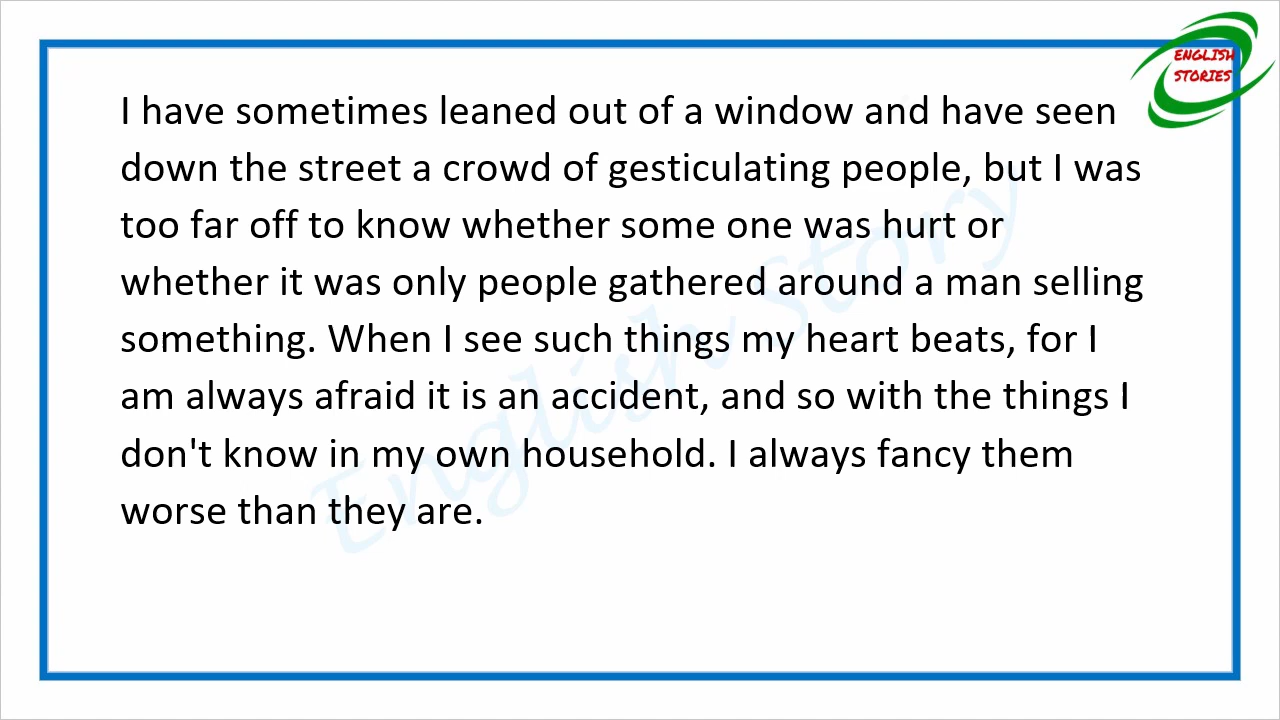 ENGLISH
STORIES
I have sometimes leaned out of a window and have seen
down the street a crowd of gesticulating people, but I was
too far off to know whether some one was hurt or
whether it was only people gathered around a man selling
something. When I see such things my heart beats, for I
am always afraid it is an accident, and so with the things I
don't know in my own household. I always fancy them
worse than they are.
English Story